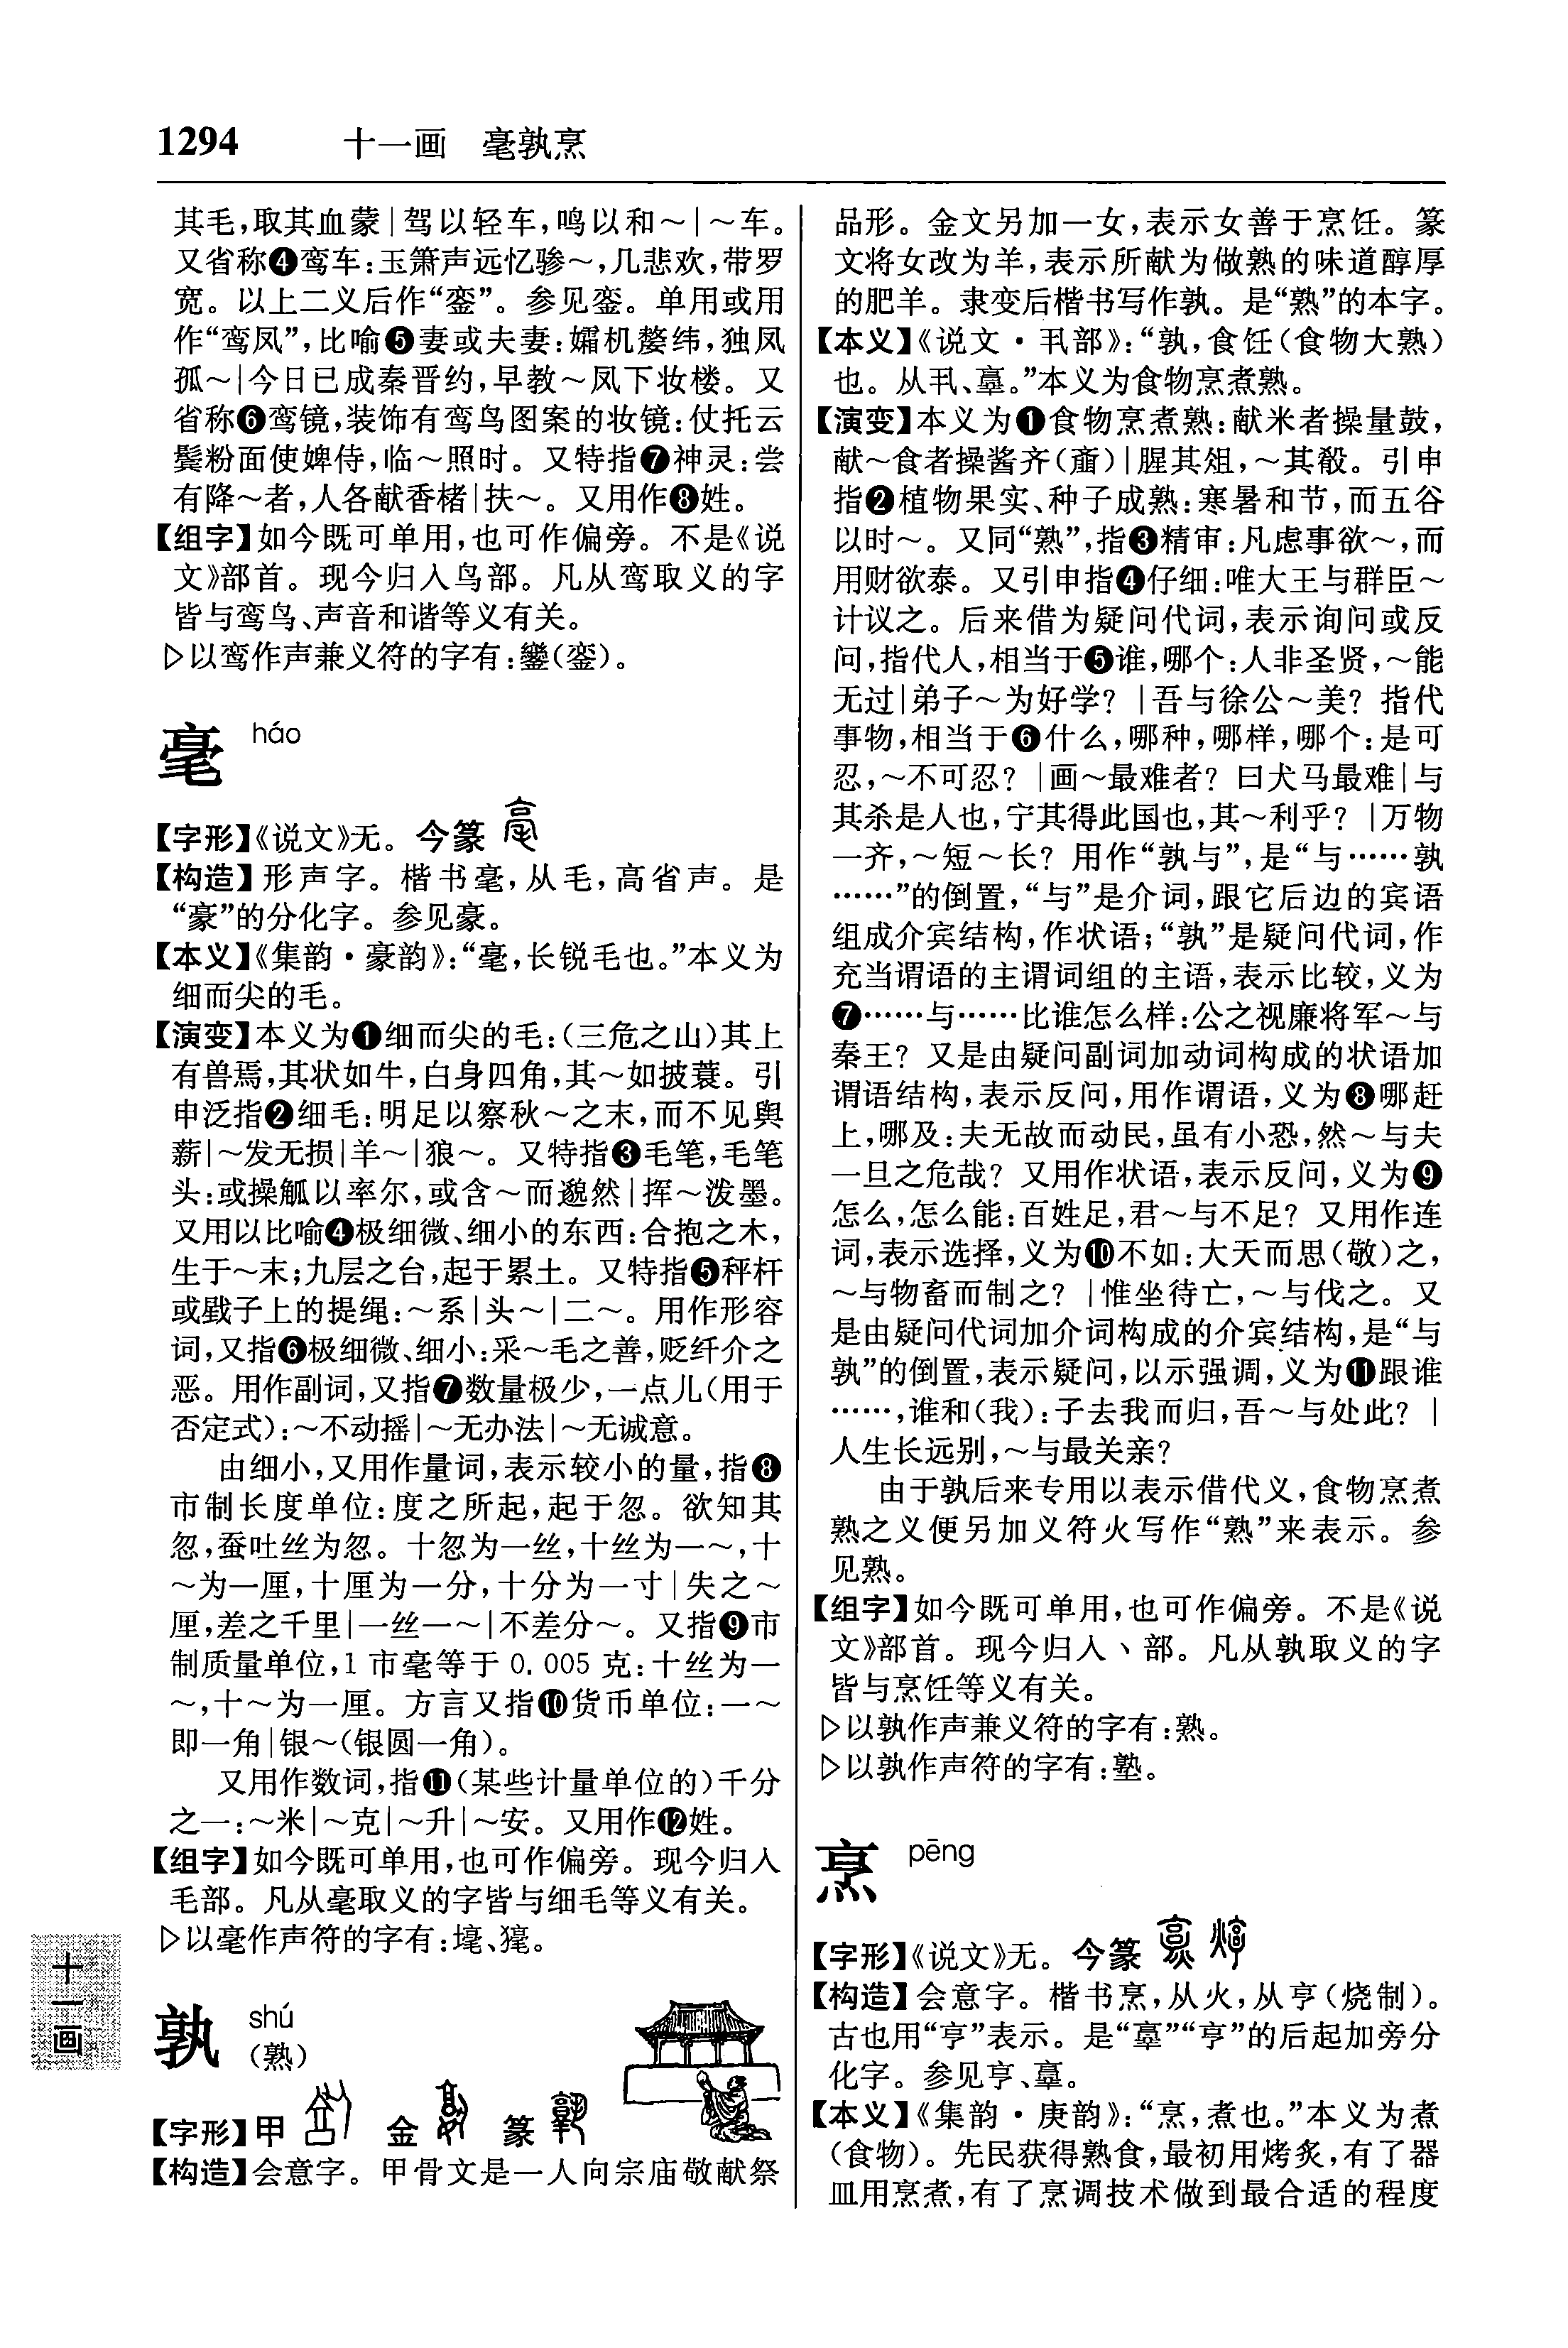 1294 十一画 毫孰烹
其毛,取其血蒙|驾以轻车,鸣以和～|～车。
又省称❹鸾车:玉箫声远忆骖～,几悲欢,带罗
宽。以上二义后作“銮”。参见銮。单用或用
作“鸾凤”,比喻❺妻或夫妻:孀机嫠纬,独凤
孤～|今日已成秦晋约,早教～凤下妆楼。又
省称❻鸾镜,装饰有鸾鸟图案的妆镜:仗托云
鬓粉面使婢侍,临～照时。又特指❼神灵:尝
有降～者,人各献香楮|扶～。又用作❽姓。
【组字】如今既可单用,也可作偏旁。不是《说
文》部首。现今归入鸟部。凡从鸾取义的字
皆与鸾鸟、声音和谐等义有关。
▷以鸾作声兼义符的字有:鑾(銮)。
毫 háo
【字形】《说文》无。今篆
【构造】形声字。楷书毫,从毛,高省声。是
“豪”的分化字。参见豪。
【本义】《集韵·豪韵》:“毫,长锐毛也。”本义为
细而尖的毛。
【演变】本义为❶细而尖的毛:(三危之山)其上
有兽焉,其状如牛,白身四角,其～如披蓑。引
申泛指❷细毛:明足以察秋～之末,而不见舆
薪|～发无损|羊～|狼～。又特指❸毛笔,毛笔
头:或操觚以率尔,或含～而邈然|挥～泼墨。
又用以比喻❹极细微、细小的东西:合抱之木,
生于～末;九层之台,起于累土。又特指❺秤杆
或戥子上的提绳:～系|头～|二～。用作形容
词,又指❻极细微、细小:采～毛之善,贬纤介之
恶。用作副词,又指❼数量极少,一点儿(用于
否定式):～不动摇|～无办法|～无诚意。
由细小,又用作量词,表示较小的量,指❽
市制长度单位:度之所起,起于忽。欲知其
忽,蚕吐丝为忽。十忽为一丝,十丝为一～,十
～为一厘,十厘为一分,十分为一寸|失之～
厘,差之千里|一丝一～|不差分～。又指❾市
制质量单位,1 市毫等于 0.005 克:十丝为一
～,十～为一厘。方言又指❿货币单位:一～
即一角|银～(银圆一角)。
又用作数词,指⓫(某些计量单位的)千分
之一:～米|～克|～升|～安。又用作⓬姓。
【组字】如今既可单用,也可作偏旁。现今归入
毛部。凡从毫取义的字皆与细毛等义有关。
▷以毫作声符的字有:㙱、㺜。
十一画
孰 shú
(熟)
【字形】甲 金 篆
【构造】会意字。甲骨文是一人向宗庙敬献祭
品形。金文另加一女,表示女善于烹饪。篆
文将女改为羊,表示所献为做熟的味道醇厚
的肥羊。隶变后楷书写作孰。是“熟”的本字。
【本义】《说文·丮部》:“孰,食饪(食物大熟)
也。从丮、𦎫。”本义为食物烹煮熟。
【演变】本义为❶食物烹煮熟:献米者操量鼓,
献～食者操酱齐(齑)|腥其俎,～其殽。引申
指❷植物果实、种子成熟:寒暑和节,而五谷
以时～。又同“熟”,指❸精审:凡虑事欲～,而
用财欲泰。又引申指❹仔细:唯大王与群臣～
计议之。后来借为疑问代词,表示询问或反
问,指代人,相当于❺谁,哪个:人非圣贤,～能
无过|弟子～为好学?|吾与徐公～美?指代
事物,相当于❻什么,哪种,哪样,哪个:是可
忍,～不可忍?|画～最难者?曰犬马最难|与
其杀是人也,宁其得此国也,其～利乎?|万物
一齐,～短～长?用作“孰与”,是“与……孰
……”的倒置,“与”是介词,跟它后边的宾语
组成介宾结构,作状语;“孰”是疑问代词,作
充当谓语的主谓词组的主语,表示比较,义为
❼……与……比谁怎么样:公之视廉将军～与
秦王?又是由疑问副词加动词构成的状语加
谓语结构,表示反问,用作谓语,义为❽哪赶
上,哪及:夫无故而动民,虽有小恐,然～与夫
一旦之危哉?又用作状语,表示反问,义为❾
怎么,怎么能:百姓足,君～与不足?又用作连
词,表示选择,义为❿不如:大天而思(敬)之,
～与物畜而制之?|惟坐待亡,～与伐之。又
是由疑问代词加介词构成的介宾结构,是“与
孰”的倒置,表示疑问,以示强调,义为⓫跟谁
……,谁和(我):子去我而归,吾～与处此?|
人生长远别,～与最关亲?
由于孰后来专用以表示借代义,食物烹煮
熟之义便另加义符火写作“熟”来表示。参
见熟。
【组字】如今既可单用,也可作偏旁。不是《说
文》部首。现今归入丶部。凡从孰取义的字
皆与烹饪等义有关。
▷以孰作声兼义符的字有:熟。
▷以孰作声符的字有:塾。
烹 pēng
【字形】《说文》无。今篆
【构造】会意字。楷书烹,从火,从亨(烧制)。
古也用“亨”表示。是“𦎫”“亨”的后起加旁分
化字。参见亨、𦎫。
【本义】《集韵·庚韵》:“烹,煮也。”本义为煮
(食物)。先民获得熟食,最初用烤炙,有了器
皿用烹煮,有了烹调技术做到最合适的程度